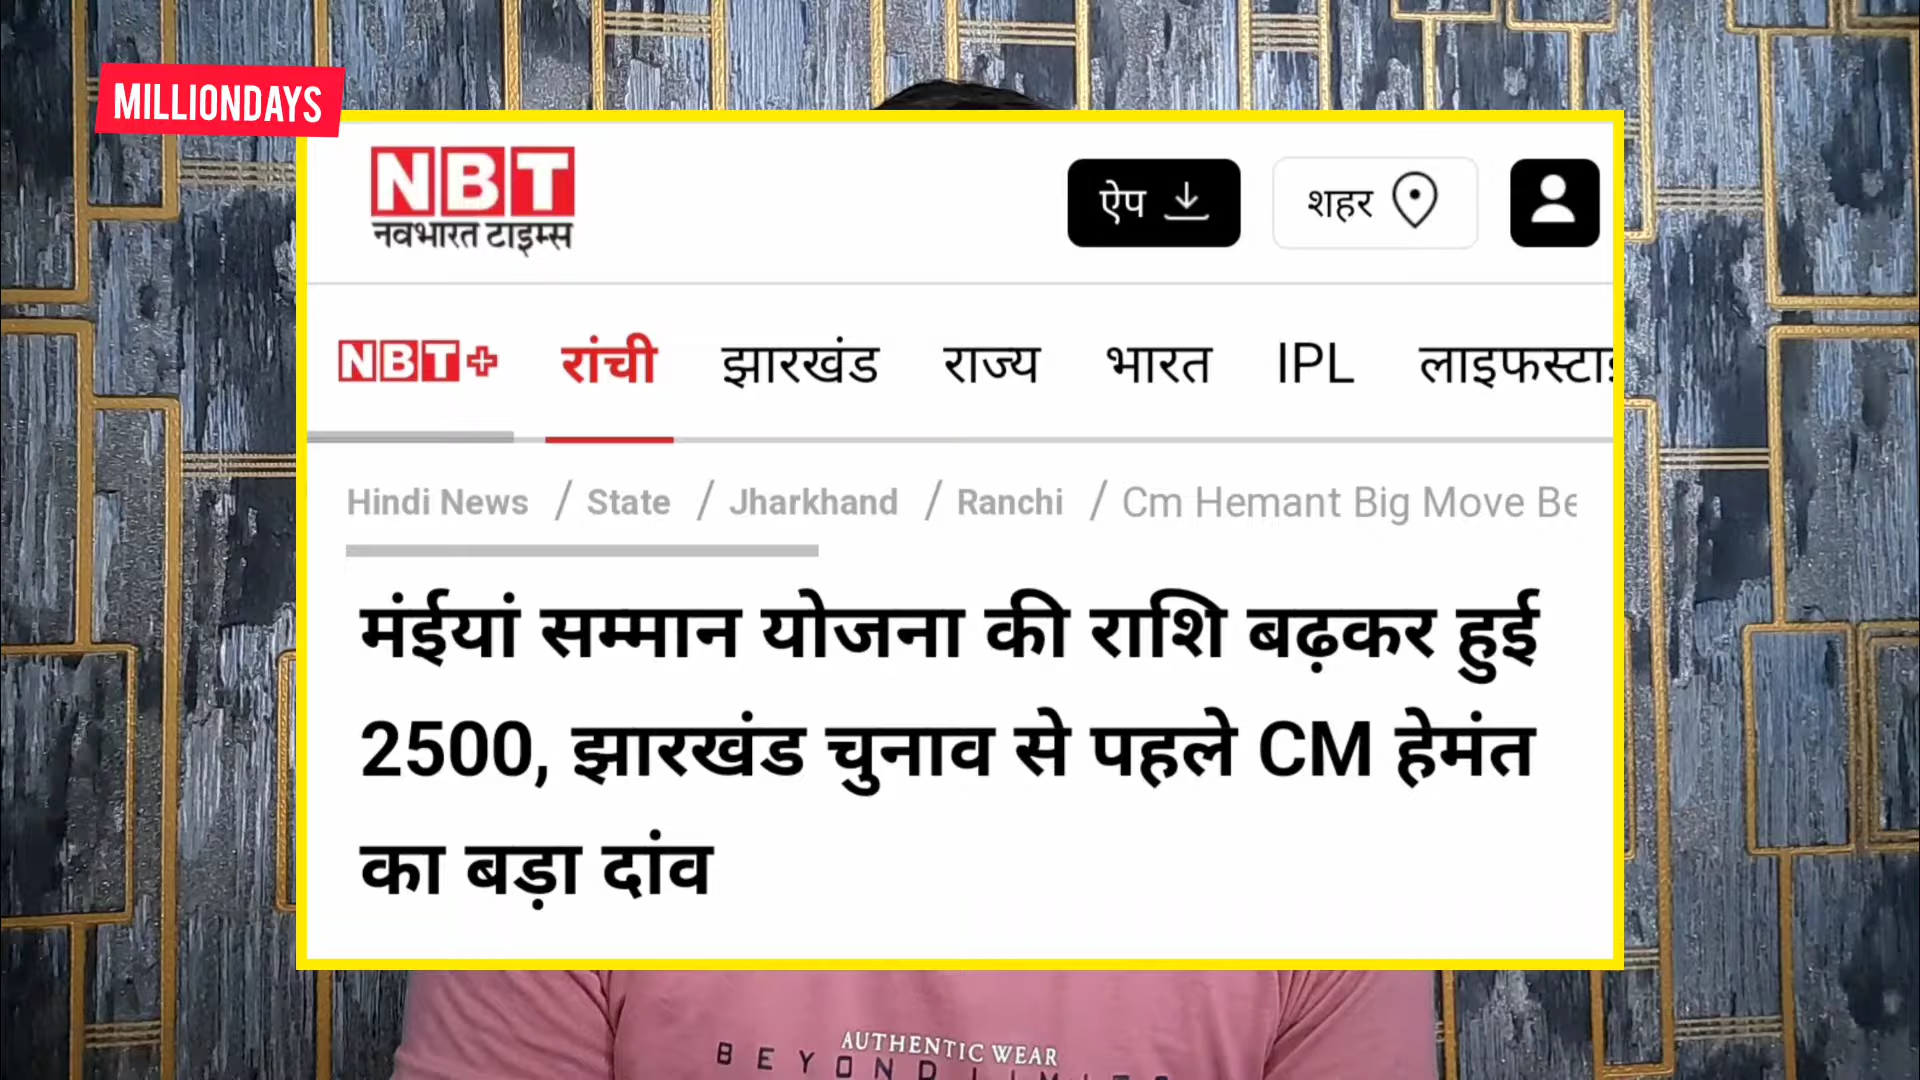 MILLIONDAYS
NBT
नवभारत टाइम्स
ऐप
शहर
NBT+ रांची झारखंड राज्य भारत IPL
Hindi News / State / Jharkhand / Ranchi / Cm Hemant Big Move
मंईयां सम्मान योजना की राशि बढ़कर हुई
2500, झारखंड चुनाव से पहले CM हेमंत
का बड़ा दांव
AUTHENTIC WEAR
BEYOND